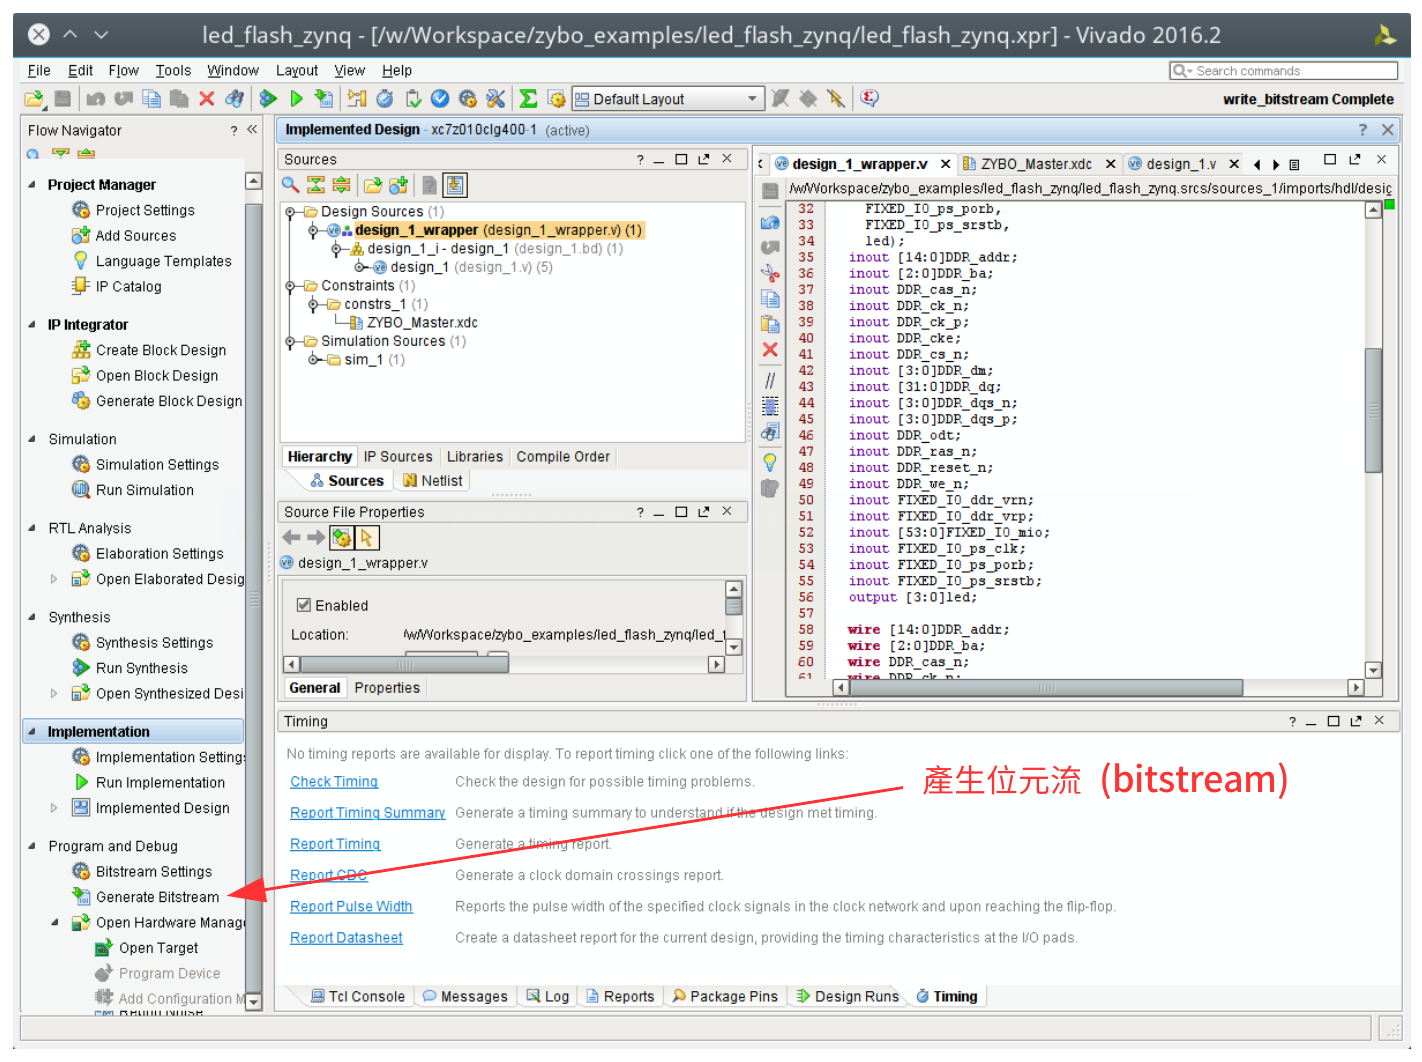 led_flash_zynq - [/w/Workspace/zybo_examples/led_flash_zynq/led_flash_zynq.xpr] - Vivado 2016.2
File Edit Flow Tools Window Layout View Help
Search commands
Default Layout
write_bitstream Complete
Flow Navigator
Project Manager
Project Settings
Add Sources
Language Templates
IP Catalog
IP Integrator
Create Block Design
Open Block Design
Generate Block Design
Simulation
Simulation Settings
Run Simulation
RTL Analysis
Elaboration Settings
Open Elaborated Desig
Synthesis
Synthesis Settings
Run Synthesis
Open Synthesized Desi
Implementation
Implementation Setting
Run Implementation
Implemented Design
Program and Debug
Bitstream Settings
Generate Bitstream
Open Hardware Manag
Open Target
Program Device
Add Configuration M
Implemented Design - xc7z010clg400-1 (active)
Sources
Design Sources (1)
design_1_wrapper (design_1_wrapper.v) (1)
design_1_i - design_1 (design_1.bd) (1)
design_1 (design_1.v) (5)
Constraints (1)
constrs_1 (1)
ZYBO_Master.xdc
Simulation Sources (1)
sim_1 (1)
Hierarchy IP Sources Libraries Compile Order
Sources Netlist
Source File Properties
design_1_wrapper.v
Enabled
Location: /w/Workspace/zybo_examples/led_flash_zynq/led_
General Properties
design_1_wrapper.v ZYBO_Master.xdc design_1.v
/w/Workspace/zybo_examples/led_flash_zynq/led_flash_zynq.srcs/sources_1/imports/hdl/desig
32 FIXED_IO_ps_porb,
33 FIXED_IO_ps_srstb,
34 led);
35 inout [14:0]DDR_addr;
36 inout [2:0]DDR_ba;
37 inout DDR_cas_n;
38 inout DDR_ck_n;
39 inout DDR_ck_p;
40 inout DDR_cke;
41 inout DDR_cs_n;
42 inout [3:0]DDR_dm;
43 inout [31:0]DDR_dq;
44 inout [3:0]DDR_dqs_n;
45 inout [3:0]DDR_dqs_p;
46 inout DDR_odt;
47 inout DDR_ras_n;
48 inout DDR_reset_n;
49 inout DDR_we_n;
50 inout FIXED_IO_ddr_vrn;
51 inout FIXED_IO_ddr_vrp;
52 inout [53:0]FIXED_IO_mio;
53 inout FIXED_IO_ps_clk;
54 inout FIXED_IO_ps_porb;
55 inout FIXED_IO_ps_srstb;
56 output [3:0]led;
57
58 wire [14:0]DDR_addr;
59 wire [2:0]DDR_ba;
60 wire DDR_cas_n;
61 wire DDR_ck_n;
Timing
No timing reports are available for display. To report timing click one of the following links:
Check Timing Check the design for possible timing problems.
Report Timing Summary Generate a timing summary to understand if the design met timing.
Report Timing Generate a timing report.
Report CDC Generate a clock domain crossings report.
Report Pulse Width Reports the pulse width of the specified clock signals in the clock network and upon reaching the flip-flop.
Report Datasheet Create a datasheet report for the current design, providing the timing characteristics at the I/O pads.
產生位元流 (bitstream)
Tcl Console Messages Log Reports Package Pins Design Runs Timing